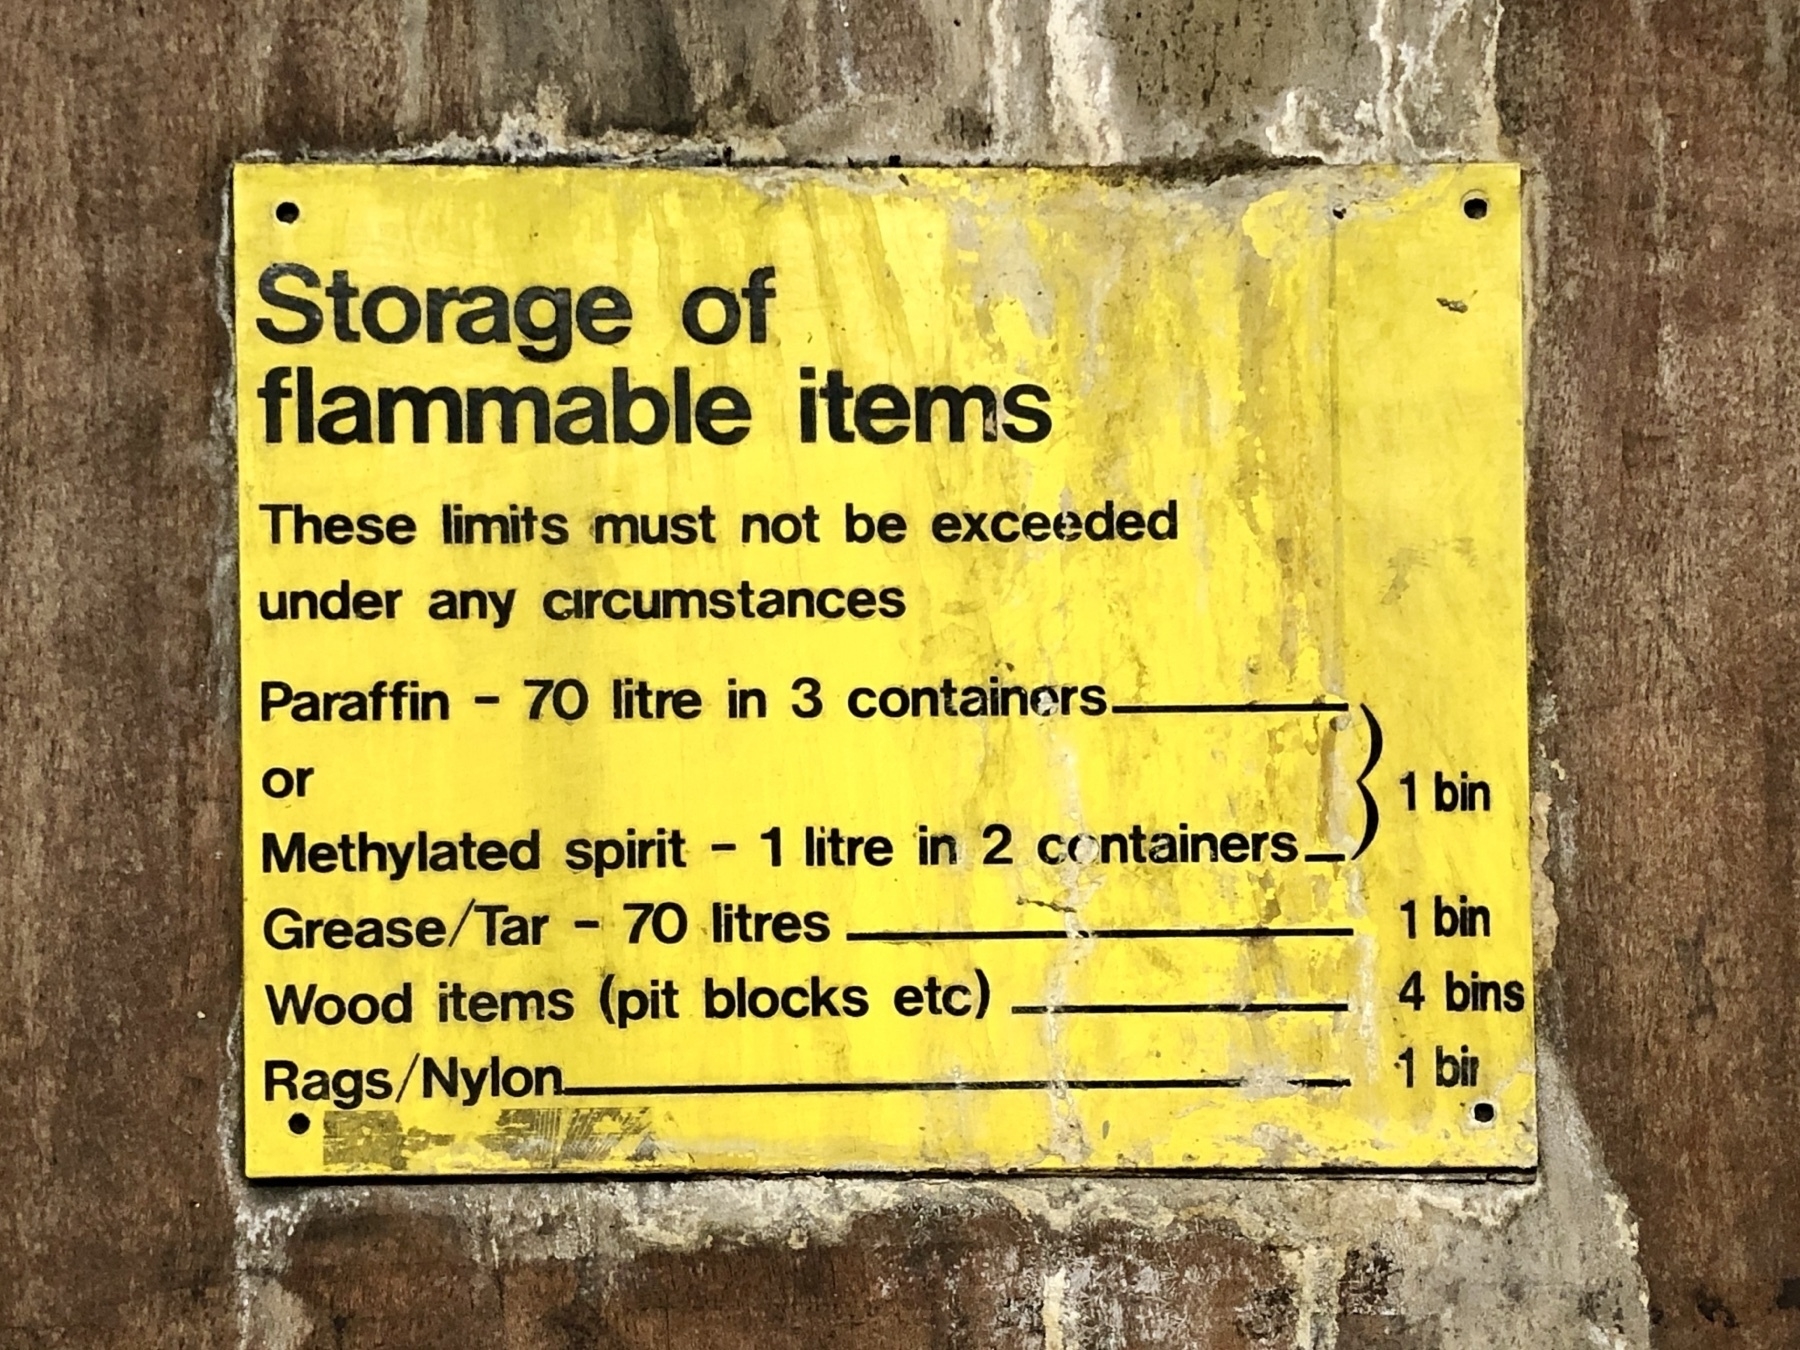 Storage of
flammable items
These limits must not be exceeded
under any circumstances
Paraffin - 70 litre in 3 containers
or
1 bin
Methylated spirit - 1 litre in 2 containers
Grease/Tar - 70 litres 1 bin
Wood items (pit blocks etc) 4 bins
Rags/Nylon 1 bin